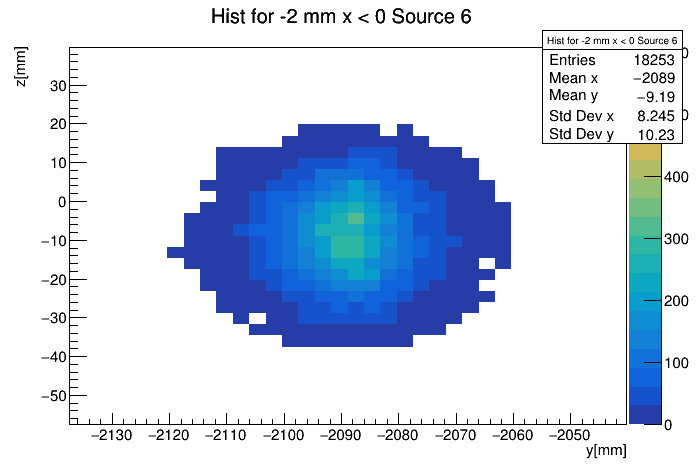 Hist for -2 mm x < 0 Source 6
z[mm]
Hist for -2 mm x < 0 Source 6
Entries 18253
Mean x −2089
Mean y −9.19
Std Dev x 8.245
Std Dev y 10.23
30
20
10
0
−10
−20
−30
−40
−50
400
300
200
100
0
−2130 −2120 −2110 −2100 −2090 −2080 −2070 −2060 −2050
y[mm]